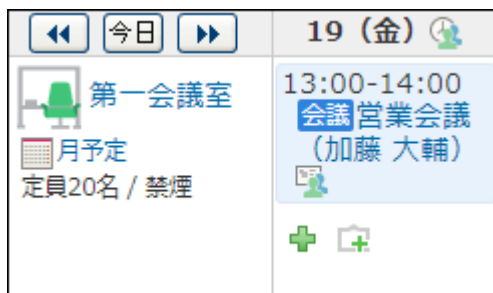 今日
19（金）
第一会議室
月予定
定員20名 / 禁煙
13:00-14:00
会議 営業会議
（加藤 大輔）